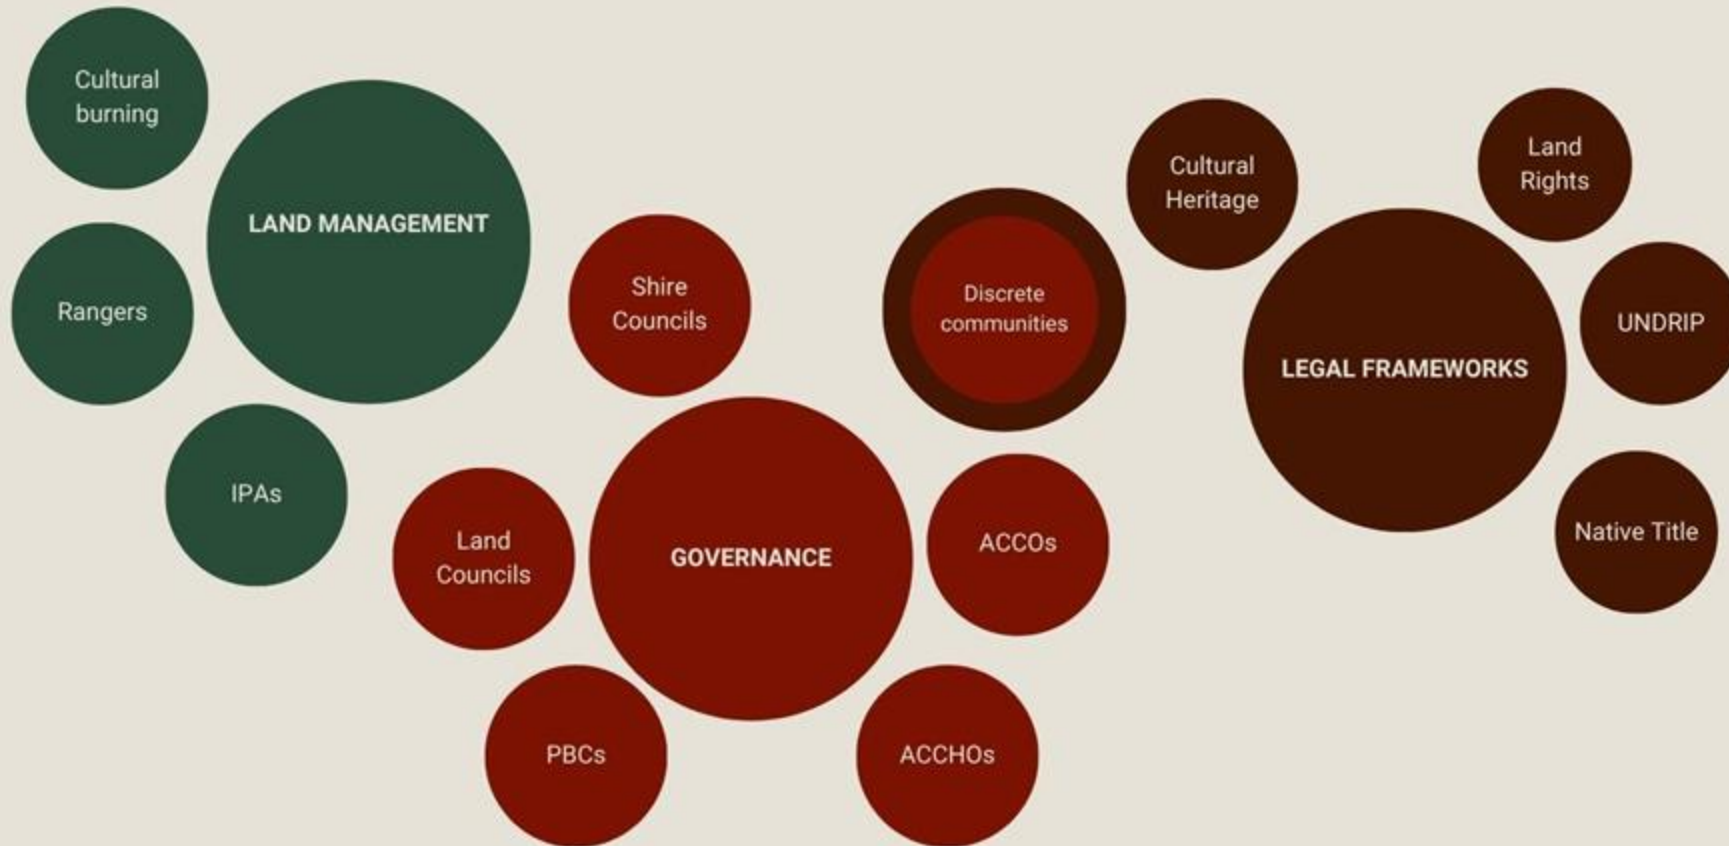 Cultural
burning
LAND MANAGEMENT
Rangers
IPAs
Shire
Councils
Land
Councils
GOVERNANCE
PBCs
ACCHOs
ACCOs
Discrete
communities
Cultural
Heritage
Land
Rights
LEGAL FRAMEWORKS
UNDRIP
Native Title